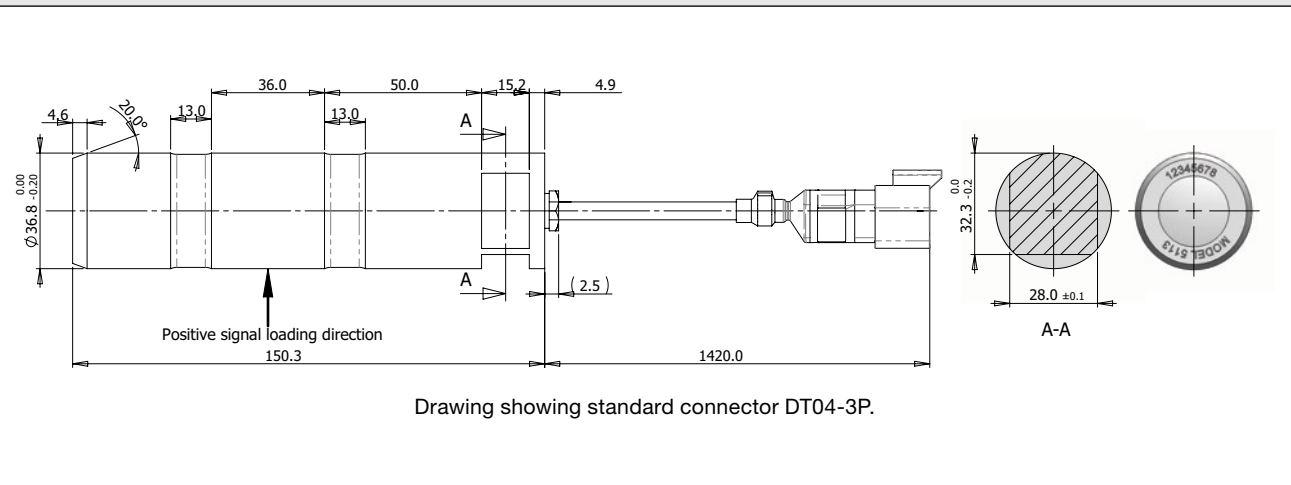 36.0
50.0
15.2
4.9
4.6
20.0°
13.0
13.0
A
0.00
-0.20
Ø36.8
A
(2.5)
Positive signal loading direction
150.3
1420.0
0.0
-0.2
32.3
28.0 ±0.1
A-A
12345678
MODEL 5113
Drawing showing standard connector DT04-3P.